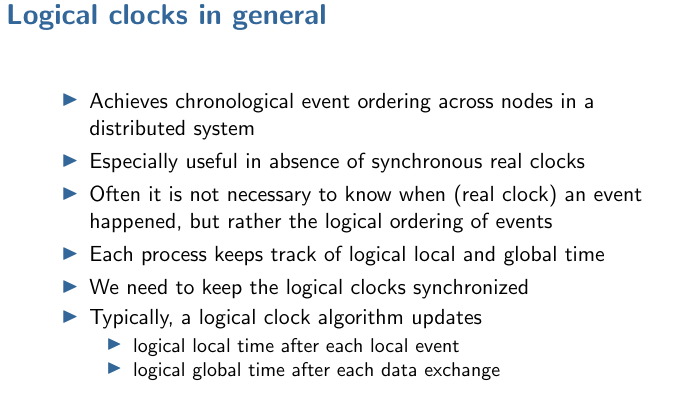 Logical clocks in general
▶ Achieves chronological event ordering across nodes in a
distributed system
▶ Especially useful in absence of synchronous real clocks
▶ Often it is not necessary to know when (real clock) an event
happened, but rather the logical ordering of events
▶ Each process keeps track of logical local and global time
▶ We need to keep the logical clocks synchronized
▶ Typically, a logical clock algorithm updates
▶ logical local time after each local event
▶ logical global time after each data exchange